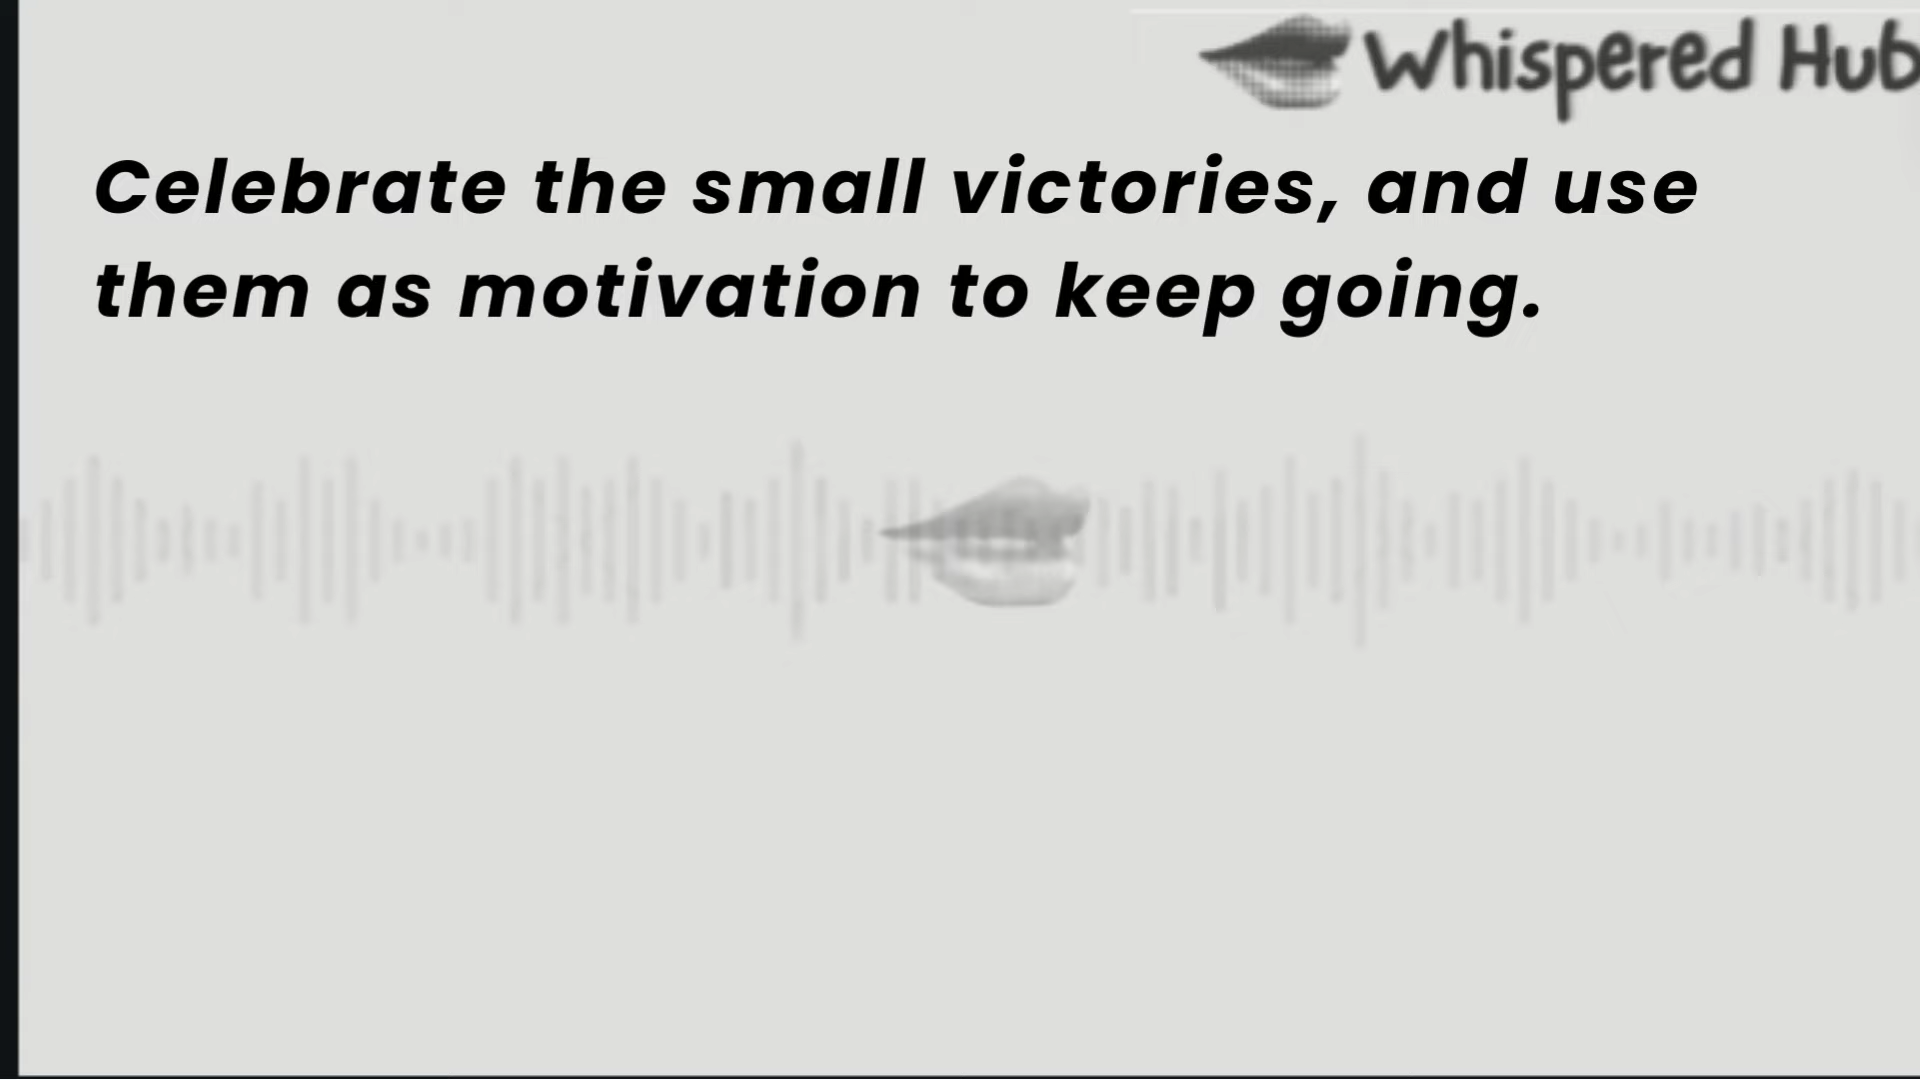 Whispered Hub
Celebrate the small victories, and use
them as motivation to keep going.